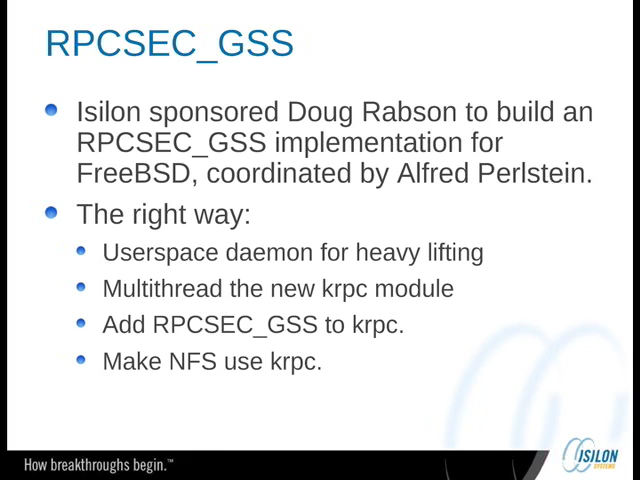 RPCSEC_GSS
Isilon sponsored Doug Rabson to build an
RPCSEC_GSS implementation for
FreeBSD, coordinated by Alfred Perlstein.
The right way:
Userspace daemon for heavy lifting
Multithread the new krpc module
Add RPCSEC_GSS to krpc.
Make NFS use krpc.
How breakthroughs begin.™
ISILON
SYSTEMS